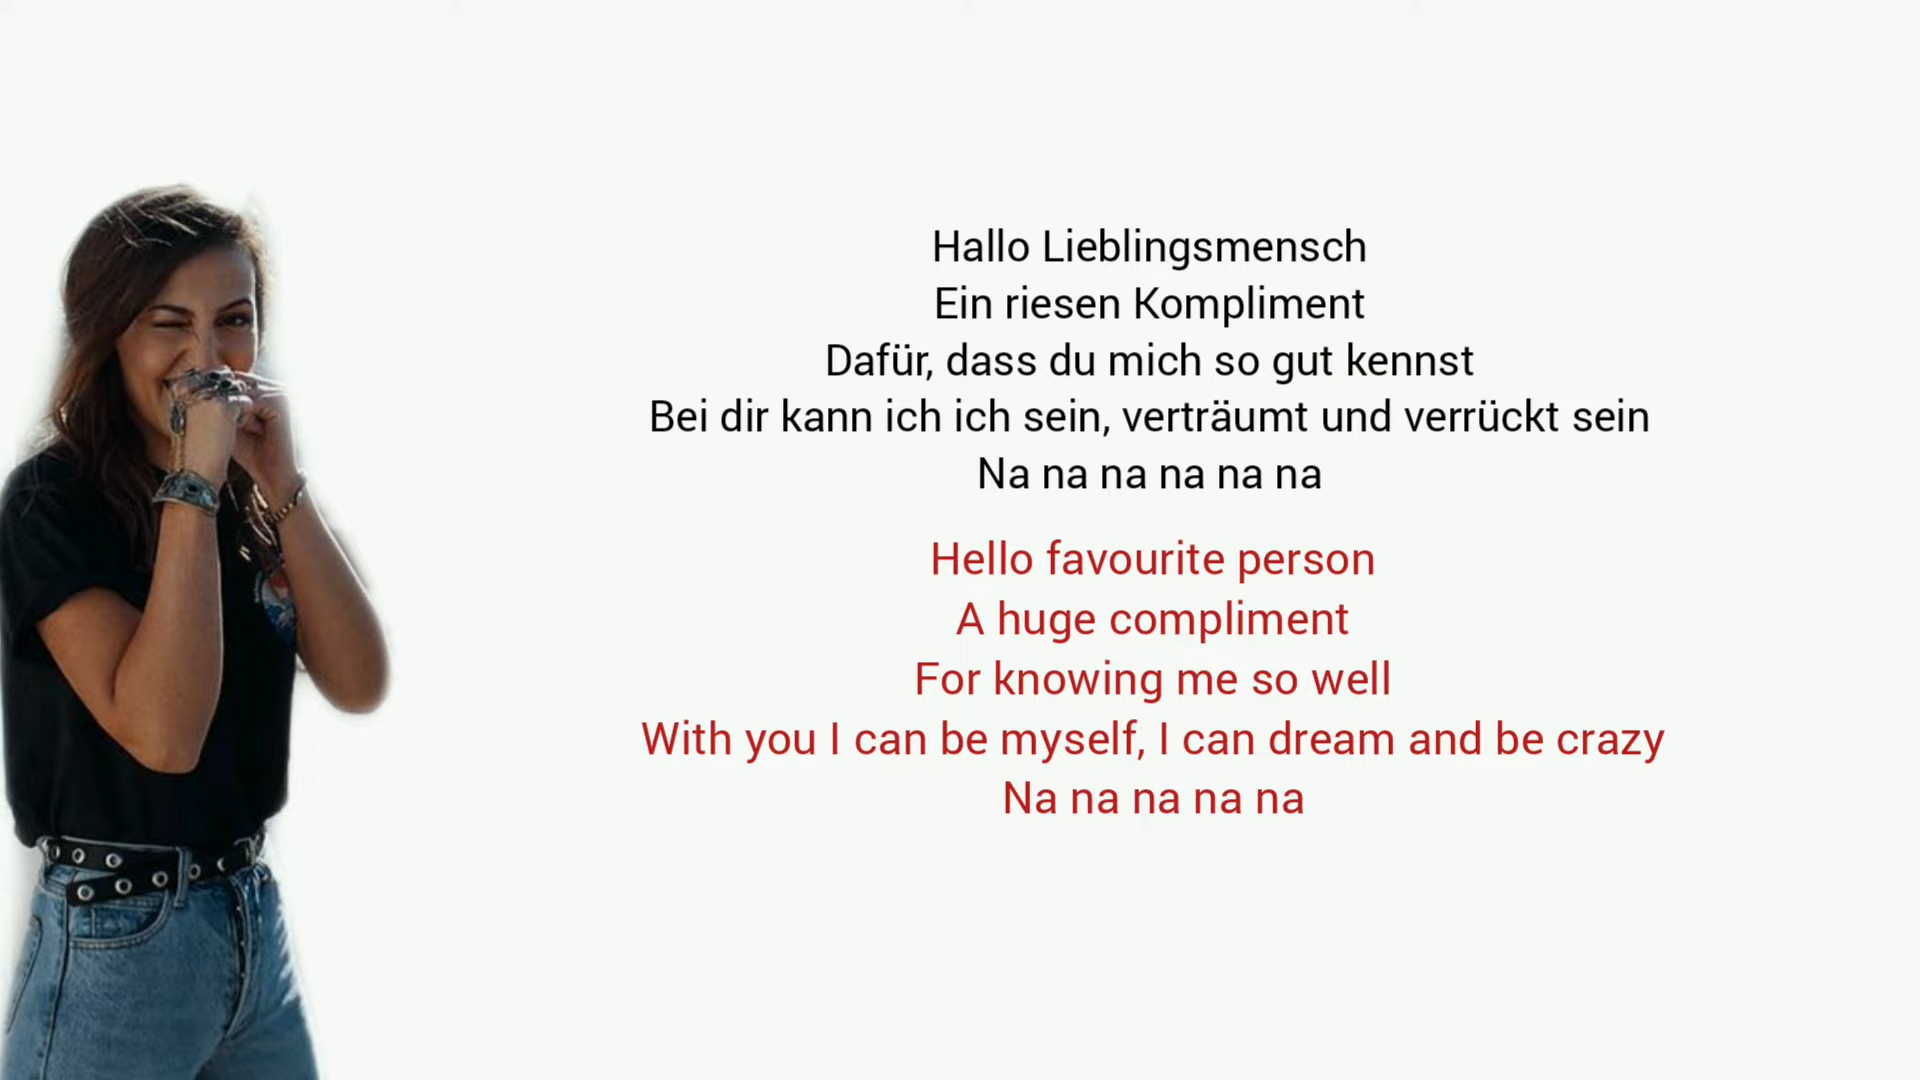 Hallo Lieblingsmensch
Ein riesen Kompliment
Dafür, dass du mich so gut kennst
Bei dir kann ich ich sein, verträumt und verrückt sein
Na na na na na na
Hello favourite person
A huge compliment
For knowing me so well
With you I can be myself, I can dream and be crazy
Na na na na na